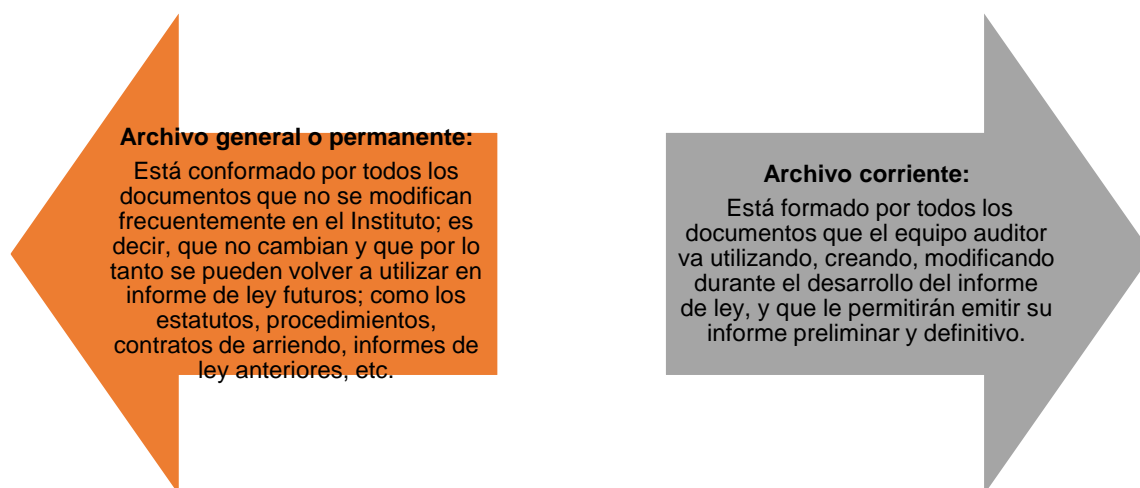 Archivo general o permanente:
Está conformado por todos los
documentos que no se modifican
frecuentemente en el Instituto; es
decir, que no cambian y que por lo
tanto se pueden volver a utilizar en
informe de ley futuros; como los
estatutos, procedimientos,
contratos de arriendo, informes de
ley anteriores, etc.
Archivo corriente:
Está formado por todos los
documentos que el equipo auditor
va utilizando, creando, modificando
durante el desarrollo del informe
de ley, y que le permitirán emitir su
informe preliminar y definitivo.